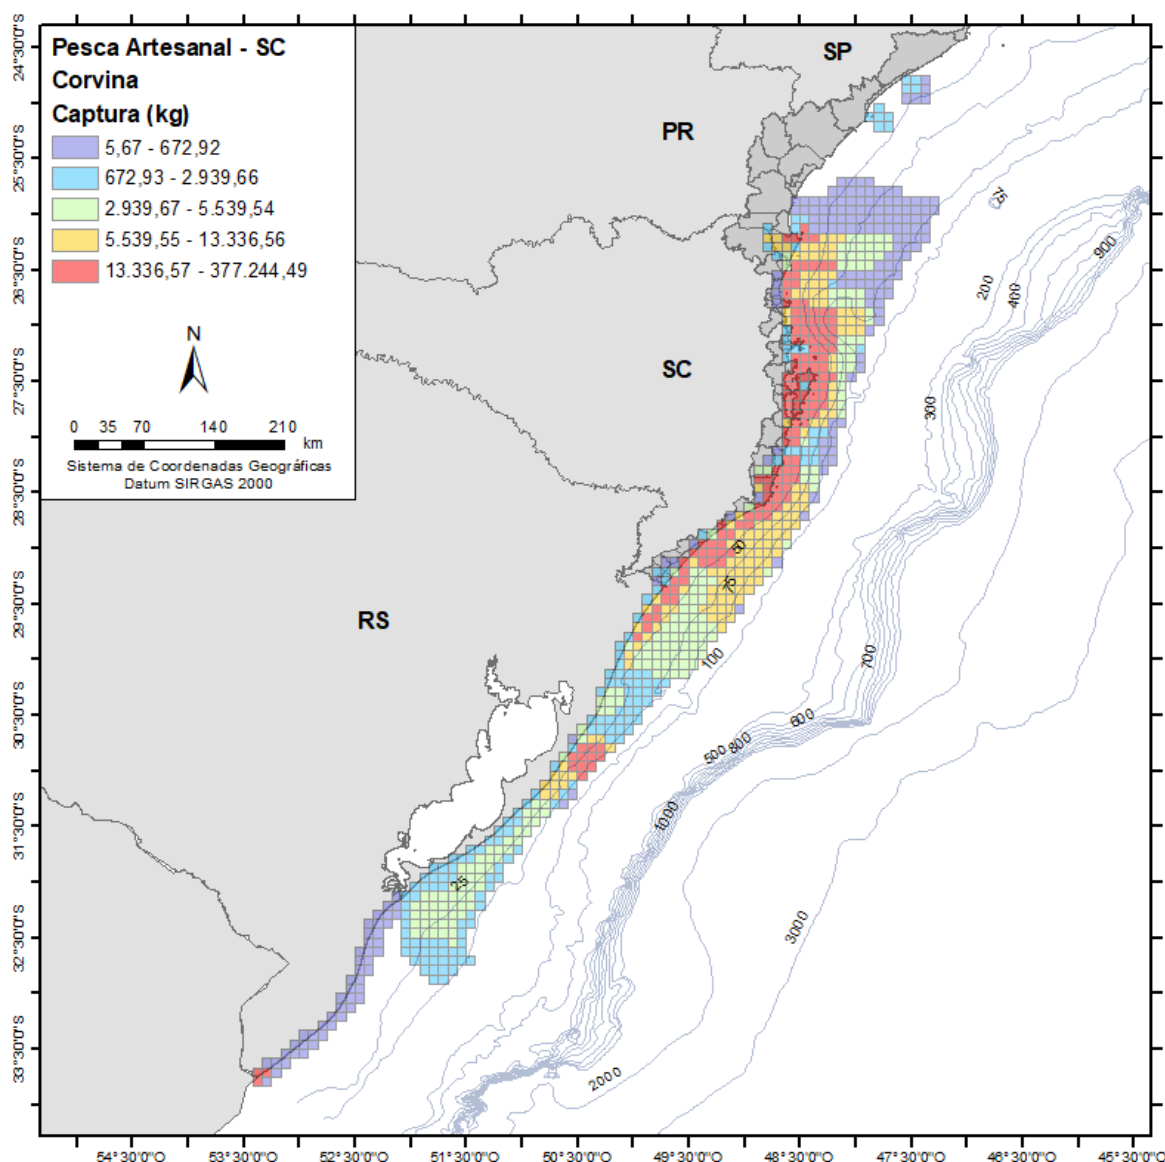 Pesca Artesanal - SC
Corvina
Captura (kg)
5,67 - 672,92
672,93 - 2.939,66
2.939,67 - 5.539,54
5.539,55 - 13.336,56
13.336,57 - 377.244,49
N
0 35 70 140 210 km
Sistema de Coordenadas Geográficas
Datum SIRGAS 2000
SP
PR
SC
RS
75
900
200
400
300
50
75
100
700
600
500 800
1000
25
3000
2000
24°30'0"S
25°30'0"S
26°30'0"S
27°30'0"S
28°30'0"S
29°30'0"S
30°30'0"S
31°30'0"S
32°30'0"S
33°30'0"S
54°30'0"O 53°30'0"O 52°30'0"O 51°30'0"O 50°30'0"O 49°30'0"O 48°30'0"O 47°30'0"O 46°30'0"O 45°30'0"O